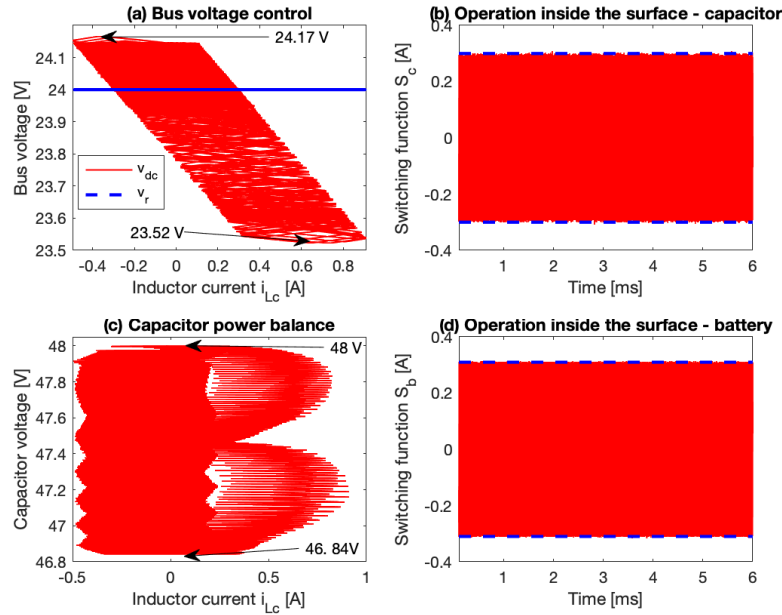 (a) Bus voltage control
24.17 V
24.1
24
23.9
23.8
23.7
23.6
23.5
Bus voltage [V]
v_dc
v_r
23.52 V
-0.4 -0.2 0 0.2 0.4 0.6 0.8
Inductor current i_Lc [A]
(b) Operation inside the surface - capacitor
0.4
0.2
0
-0.2
-0.4
Switching function S_c [A]
1 2 3 4 5 6
Time [ms]
(c) Capacitor power balance
48 V
48
47.8
47.6
47.4
47.2
47
46.8
Capacitor voltage [V]
46. 84V
-0.5 0 0.5 1
Inductor current i_Lc [A]
(d) Operation inside the surface - battery
0.4
0.2
0
-0.2
-0.4
Switching function S_b [A]
1 2 3 4 5 6
Time [ms]